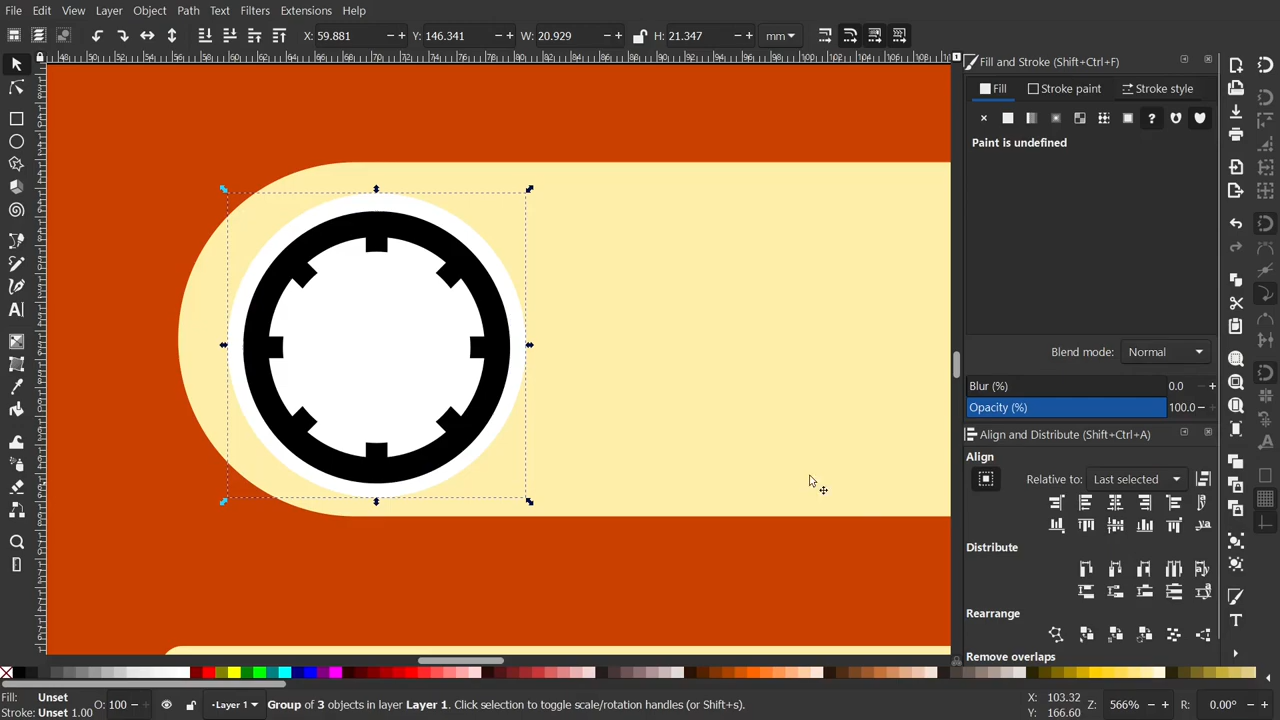 File Edit View Layer Object Path Text Filters Extensions Help
X: 59.881 Y: 146.341 W: 20.929 H: 21.347 mm
Fill and Stroke (Shift+Ctrl+F)
Fill Stroke paint Stroke style
?
Paint is undefined
Blend mode: Normal
Blur (%) 0.0
Opacity (%) 100.0
Align and Distribute (Shift+Ctrl+A)
Align
Relative to: Last selected
Distribute
Rearrange
Remove overlaps
Fill: Unset
Stroke: Unset 1.00
O: 100
Layer 1
Group of 3 objects in layer Layer 1. Click selection to toggle scale/rotation handles (or Shift+s).
X: 103.32
Y: 166.60
Z: 566%
R: 0.00°